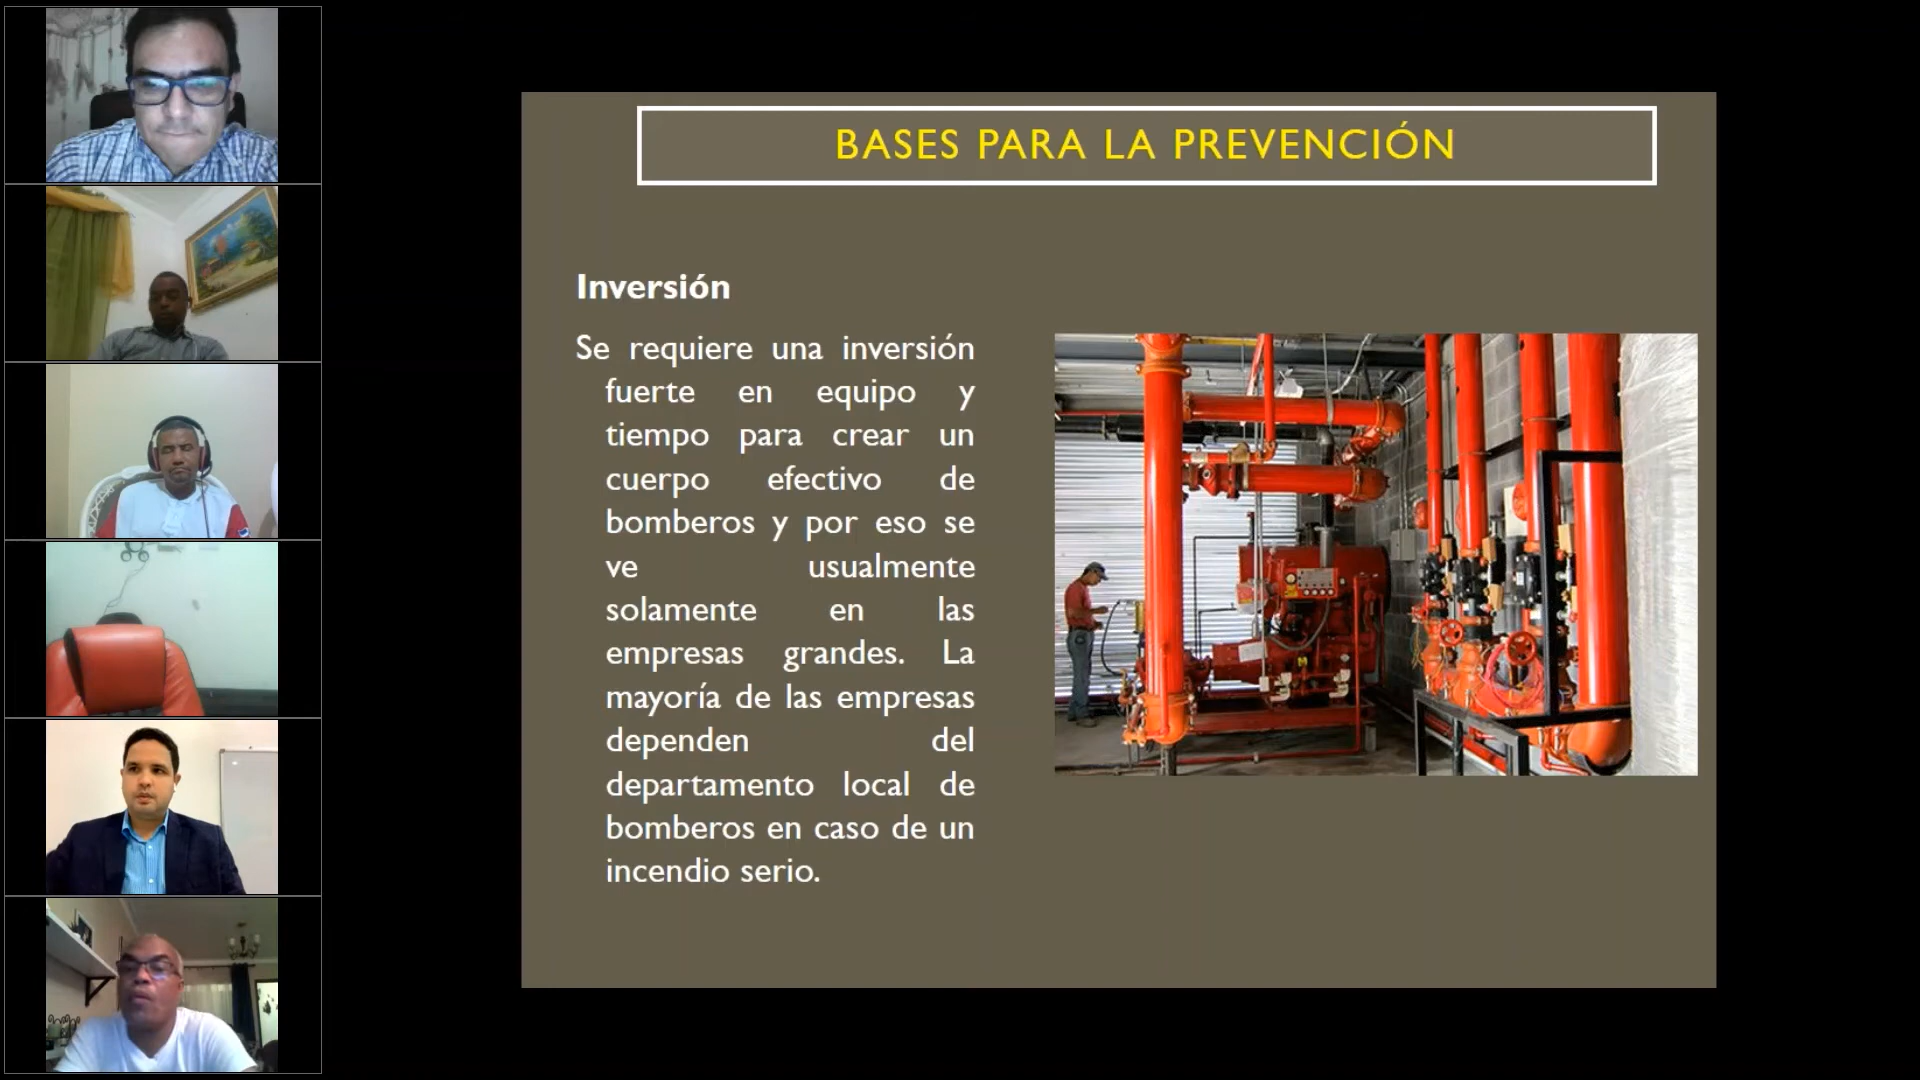 BASES PARA LA PREVENCIÓN
Inversión
Se requiere una inversión
fuerte en equipo y
tiempo para crear un
cuerpo efectivo de
bomberos y por eso se
ve usualmente
solamente en las
empresas grandes. La
mayoría de las empresas
dependen del
departamento local de
bomberos en caso de un
incendio serio.